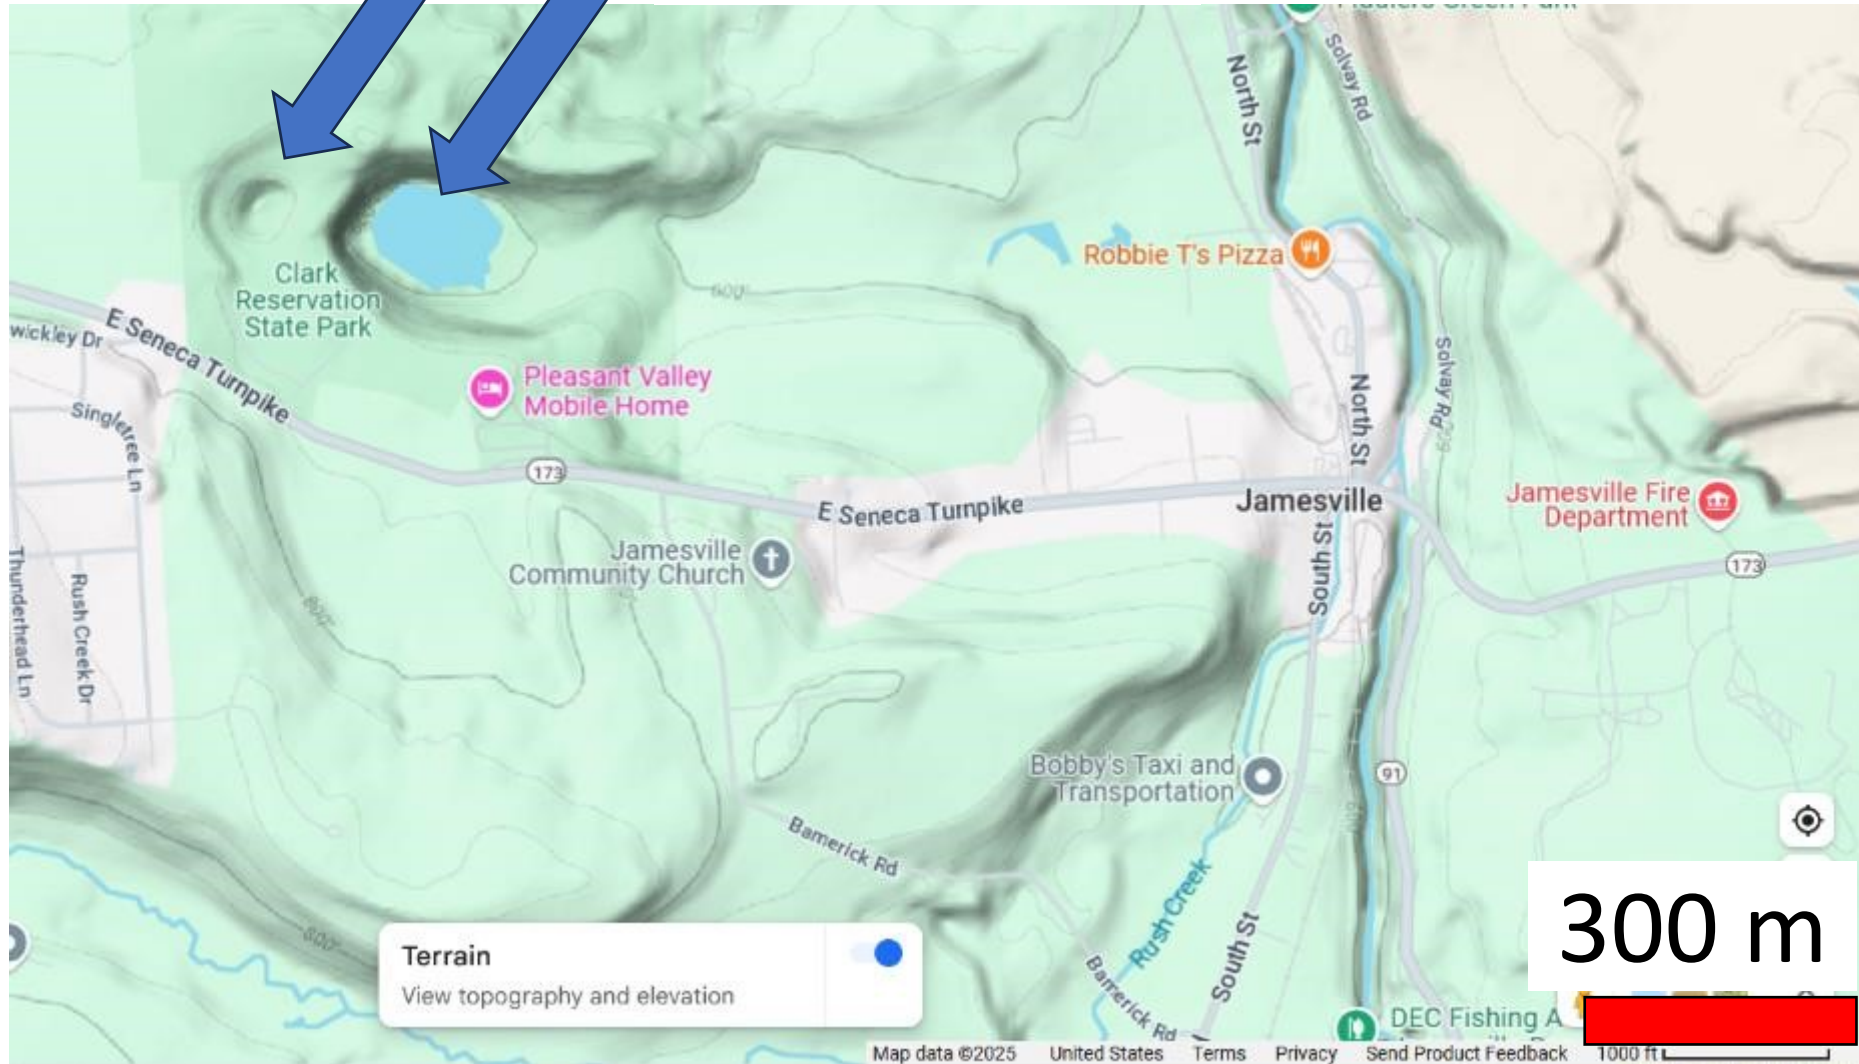 North St
Solvay Rd
Robbie T's Pizza
Clark
Reservation
State Park
600'
E Seneca Turnpike
wickley Dr
Pleasant Valley
Mobile Home
Singletree Ln
Solvay Rd
North St
173
E Seneca Turnpike
Jamesville
Jamesville Fire
Department
Jamesville
Community Church
173
South St
Thunderhead Ln
Rush Creek Dr
800'
Bobby's Taxi and
Transportation
91
Bamerick Rd
Rush Creek
South St
800'
Terrain
View topography and elevation
Bamerick Rd
300 m
DEC Fishing A
Map data ©2025 United States Terms Privacy Send Product Feedback 1000 ft